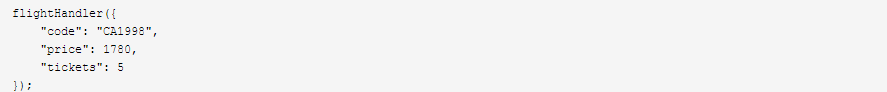 flightHandler({
    "code": "CA1998",
    "price": 1780,
    "tickets": 5
});